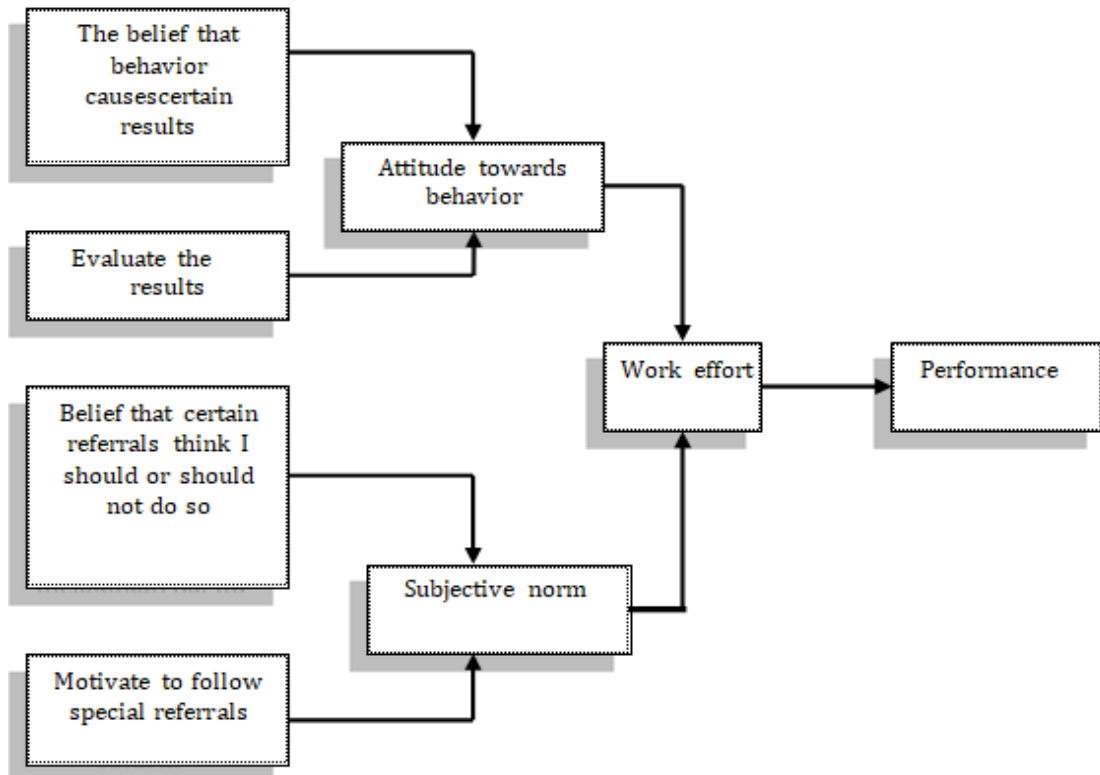 The belief that
behavior
causescertain
results
Attitude towards
behavior
Evaluate the
results
Work effort
Performance
Belief that certain
referrals think I
should or should
not do so
Subjective norm
Motivate to follow
special referrals